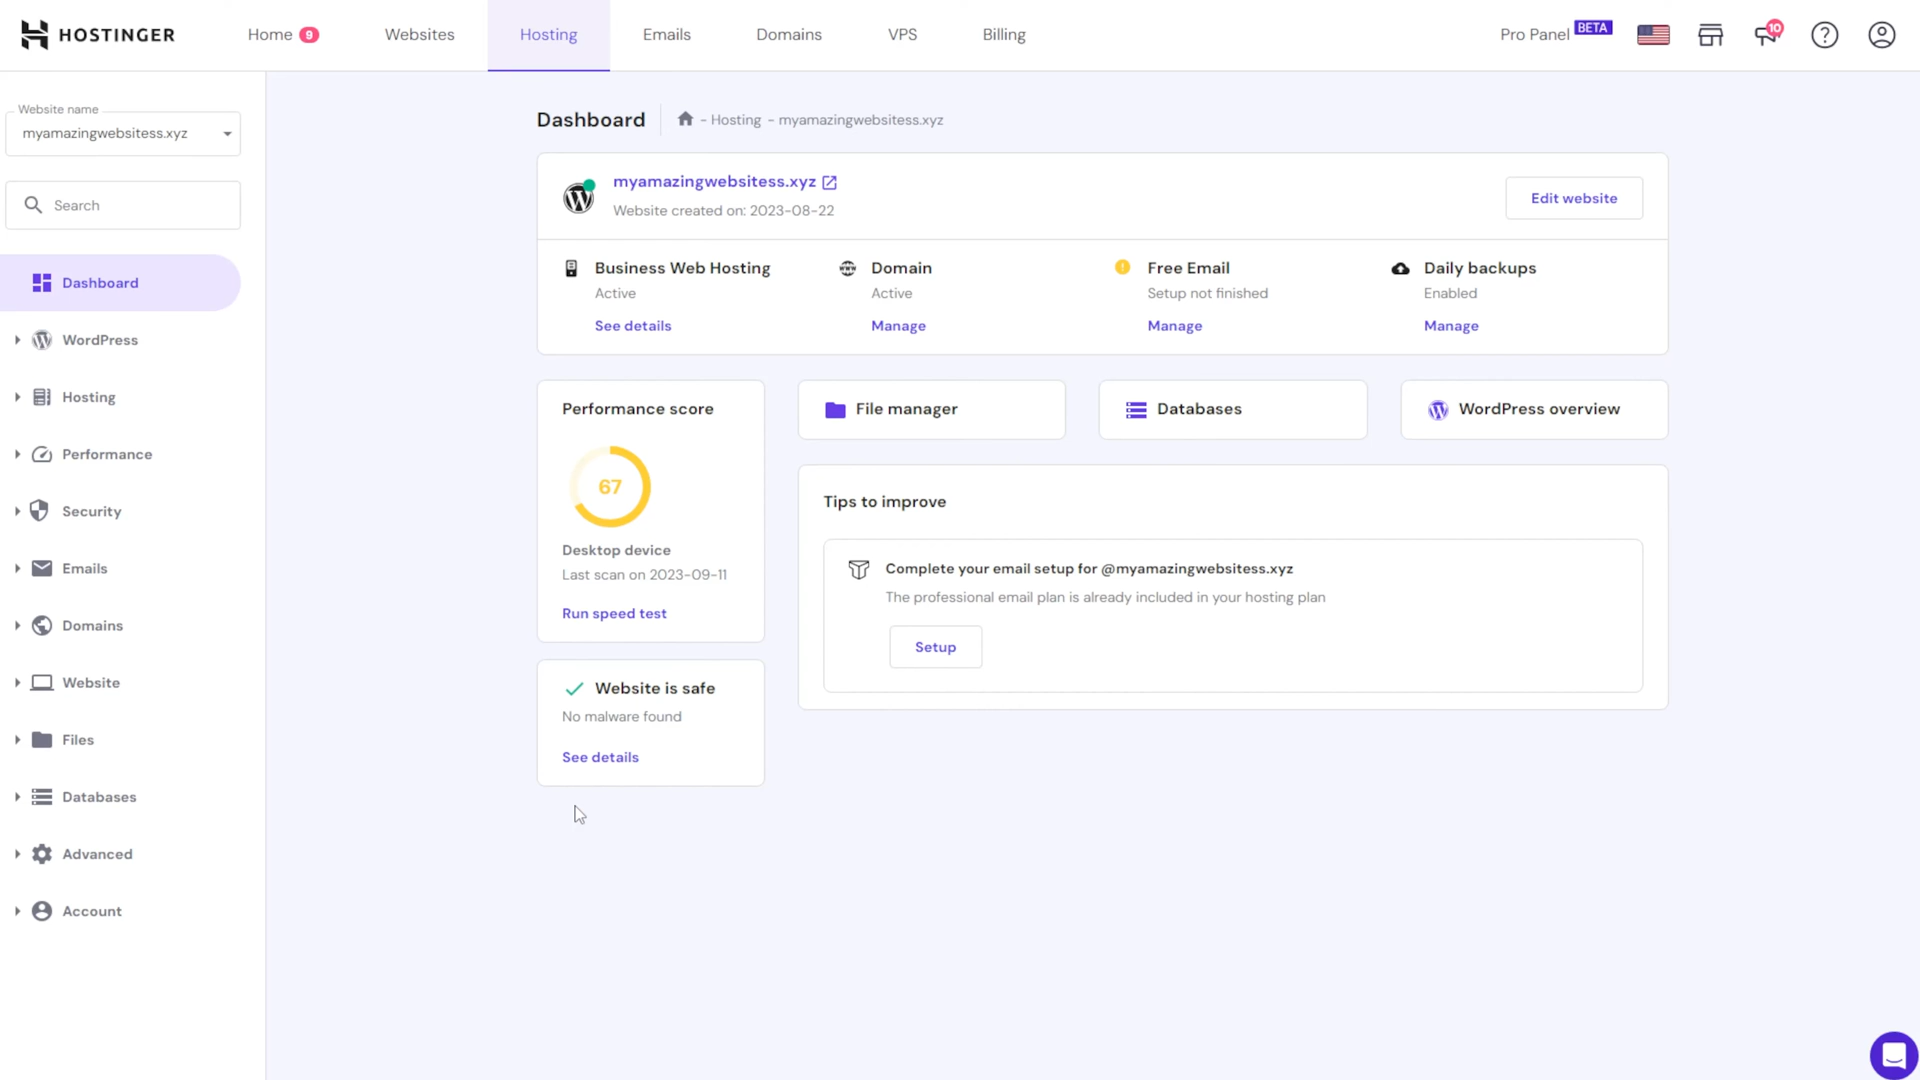 HOSTINGER
Home 9
Websites
Hosting
Emails
Domains
VPS
Billing
Pro Panel BETA
10
Website name
myamazingwebsitess.xyz
Search
Dashboard
WordPress
Hosting
Performance
Security
Emails
Domains
Website
Files
Databases
Advanced
Account
Dashboard
- Hosting - myamazingwebsitess.xyz
myamazingwebsitess.xyz
Website created on: 2023-08-22
Edit website
Business Web Hosting
Active
See details
Domain
Active
Manage
Free Email
Setup not finished
Manage
Daily backups
Enabled
Manage
Performance score
67
Desktop device
Last scan on 2023-09-11
Run speed test
Website is safe
No malware found
See details
File manager
Databases
WordPress overview
Tips to improve
Complete your email setup for @myamazingwebsitess.xyz
The professional email plan is already included in your hosting plan
Setup